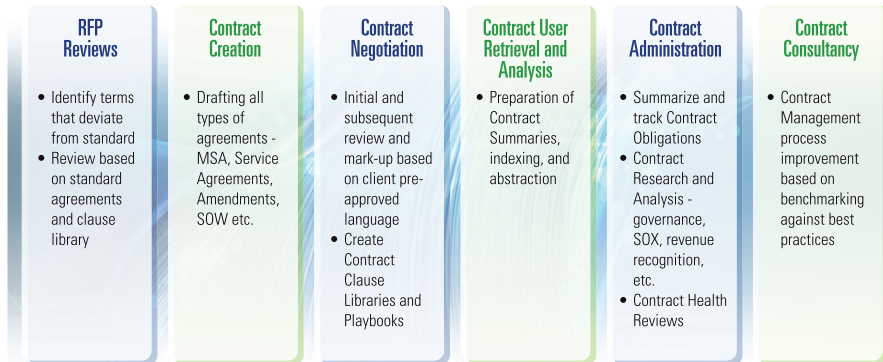 RFP
Reviews
• Identify terms
that deviate
from standard
• Review based
on standard
agreements
and clause
library
Contract
Creation
• Drafting all
types of
agreements -
MSA, Service
Agreements,
Amendments,
SOW etc.
Contract
Negotiation
• Initial and
subsequent
review and
mark-up based
on client pre-
approved
language
• Create
Contract
Clause
Libraries and
Playbooks
Contract User
Retrieval and
Analysis
• Preparation of
Contract
Summaries,
indexing, and
abstraction
Contract
Administration
• Summarize and
track Contract
Obligations
• Contract
Research and
Analysis -
governance,
SOX, revenue
recognition,
etc.
• Contract Health
Reviews
Contract
Consultancy
• Contract
Management
process
improvement
based on
benchmarking
against best
practices